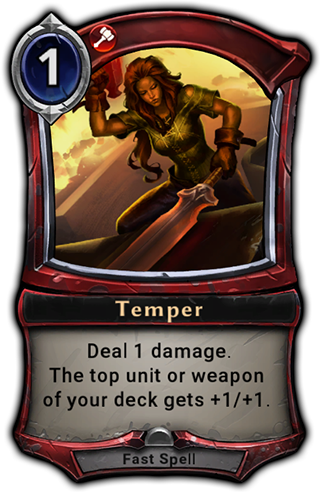 1
Temper
Deal 1 damage.
The top unit or weapon
of your deck gets +1/+1.
Fast Spell